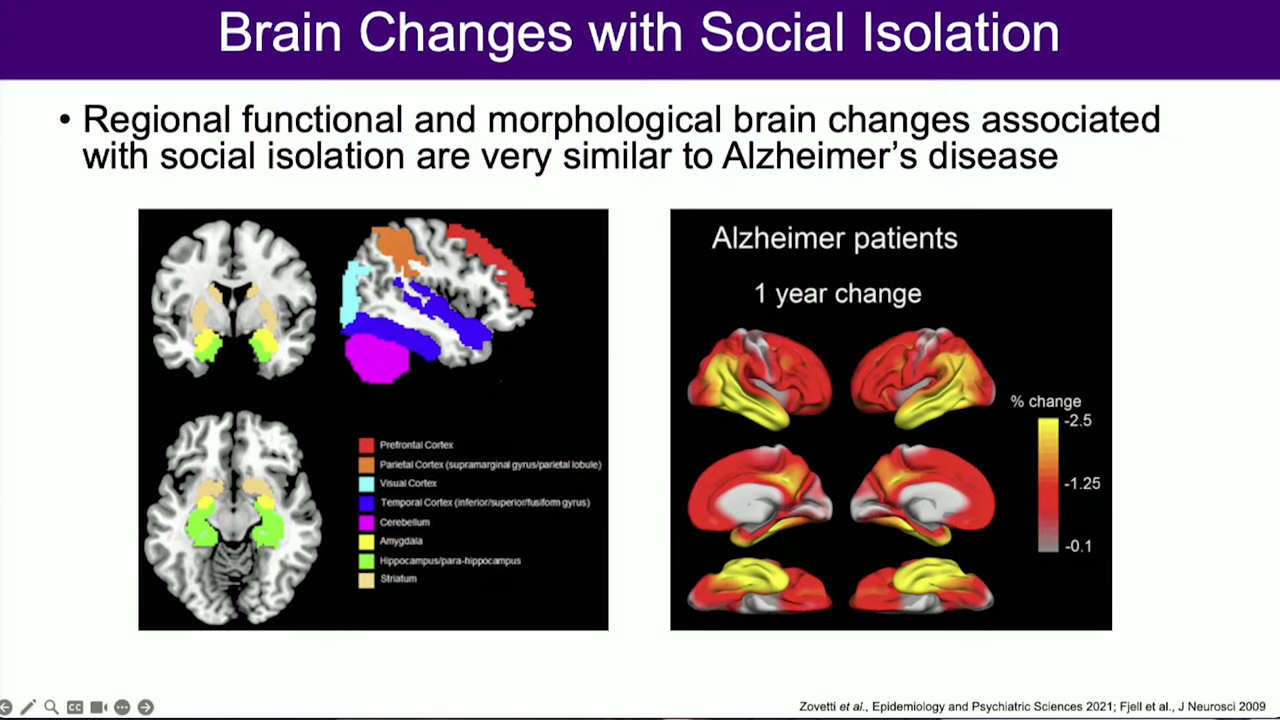 Brain Changes with Social Isolation
• Regional functional and morphological brain changes associated
with social isolation are very similar to Alzheimer's disease
Prefrontal Cortex
Parietal Cortex (supramarginal gyrus/parietal lobule)
Visual Cortex
Temporal Cortex (inferior/superior/fusiform gyrus)
Cerebellum
Amygdala
Hippocampus/para-hippocampus
Striatum
Alzheimer patients
1 year change
% change
-2.5
-1.25
-0.1
CC
Zovetti et al., Epidemiology and Psychiatric Sciences 2021; Fjell et al., J Neurosci 2009